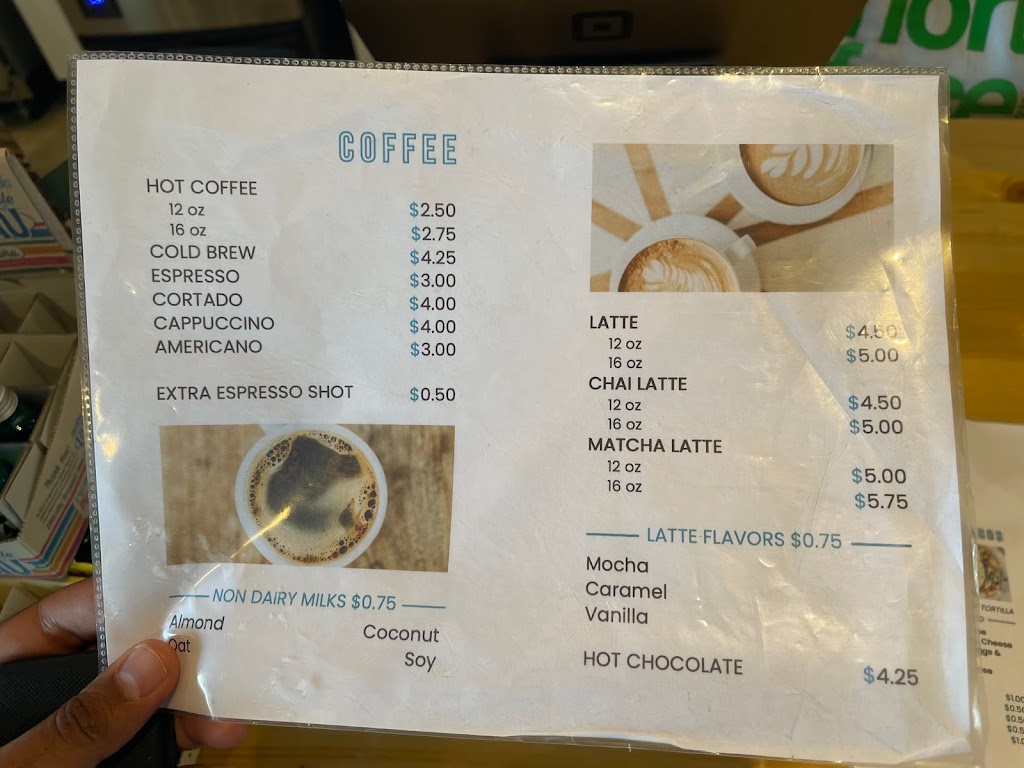 COFFEE
HOT COFFEE
12 oz $2.50
16 oz $2.75
COLD BREW $4.25
ESPRESSO $3.00
CORTADO $4.00
CAPPUCCINO $4.00
AMERICANO $3.00
EXTRA ESPRESSO SHOT $0.50
NON DAIRY MILKS $0.75
Almond Coconut
Oat Soy
LATTE
12 oz $4.50
16 oz $5.00
CHAI LATTE
12 oz $4.50
16 oz $5.00
MATCHA LATTE
12 oz $5.00
16 oz $5.75
LATTE FLAVORS $0.75
Mocha
Caramel
Vanilla
HOT CHOCOLATE $4.25
TORTILLA
Cheese